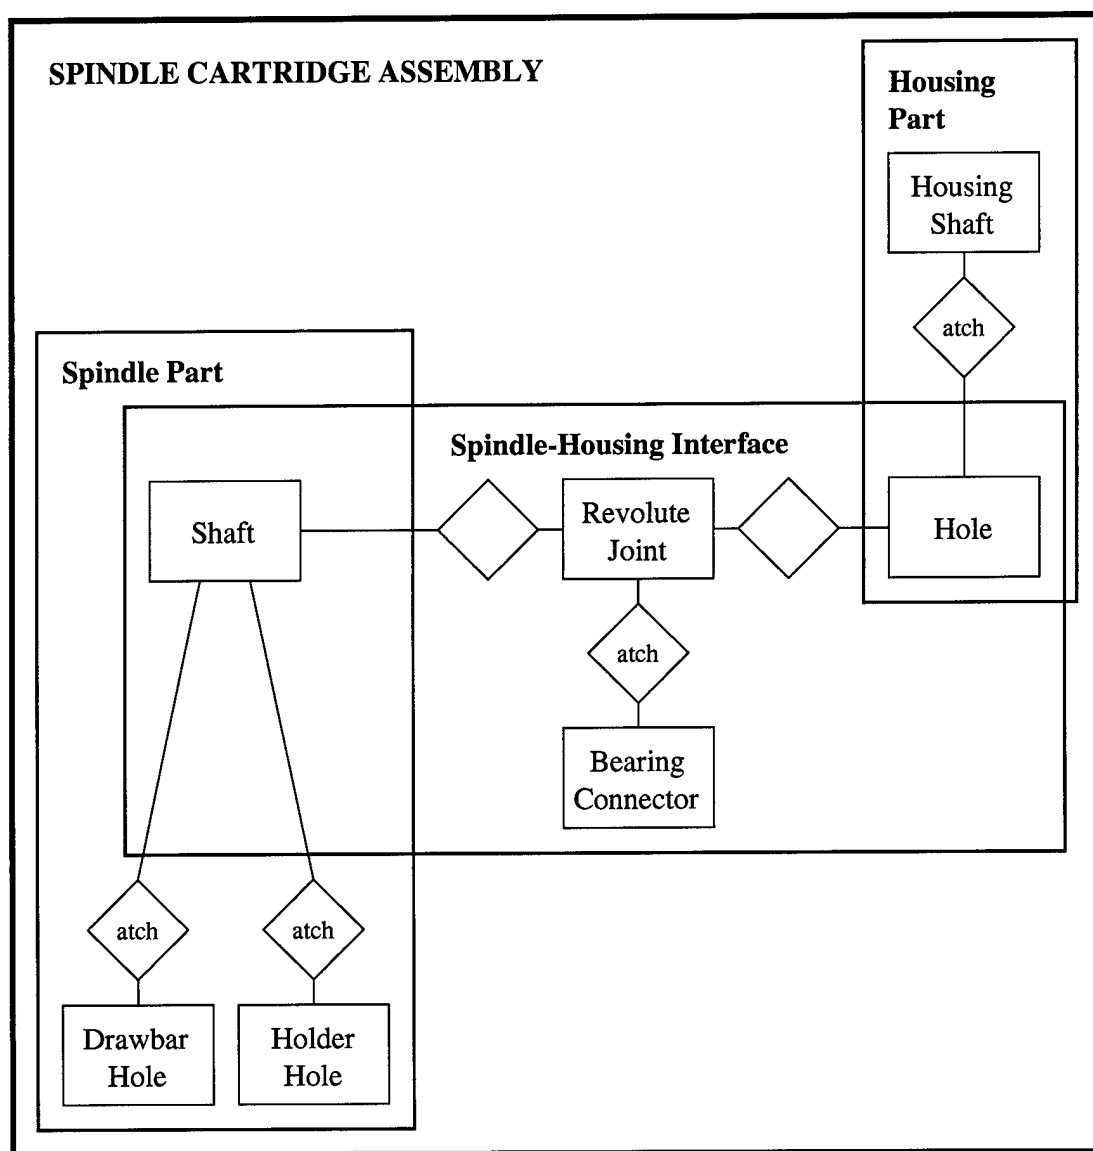 SPINDLE CARTRIDGE ASSEMBLY
Housing
Part
Housing
Shaft
atch
Spindle Part
Spindle-Housing Interface
Shaft
Revolute
Joint
Hole
atch
Bearing
Connector
atch
atch
Drawbar
Hole
Holder
Hole